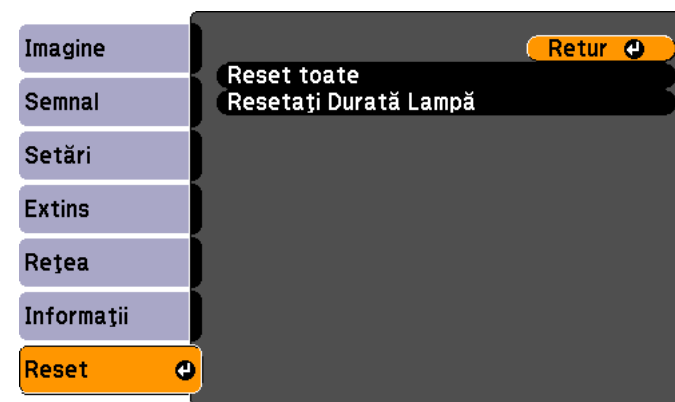 Imagine
Semnal
Setări
Extins
Reţea
Informaţii
Reset
Retur
Reset toate
Resetaţi Durată Lampă